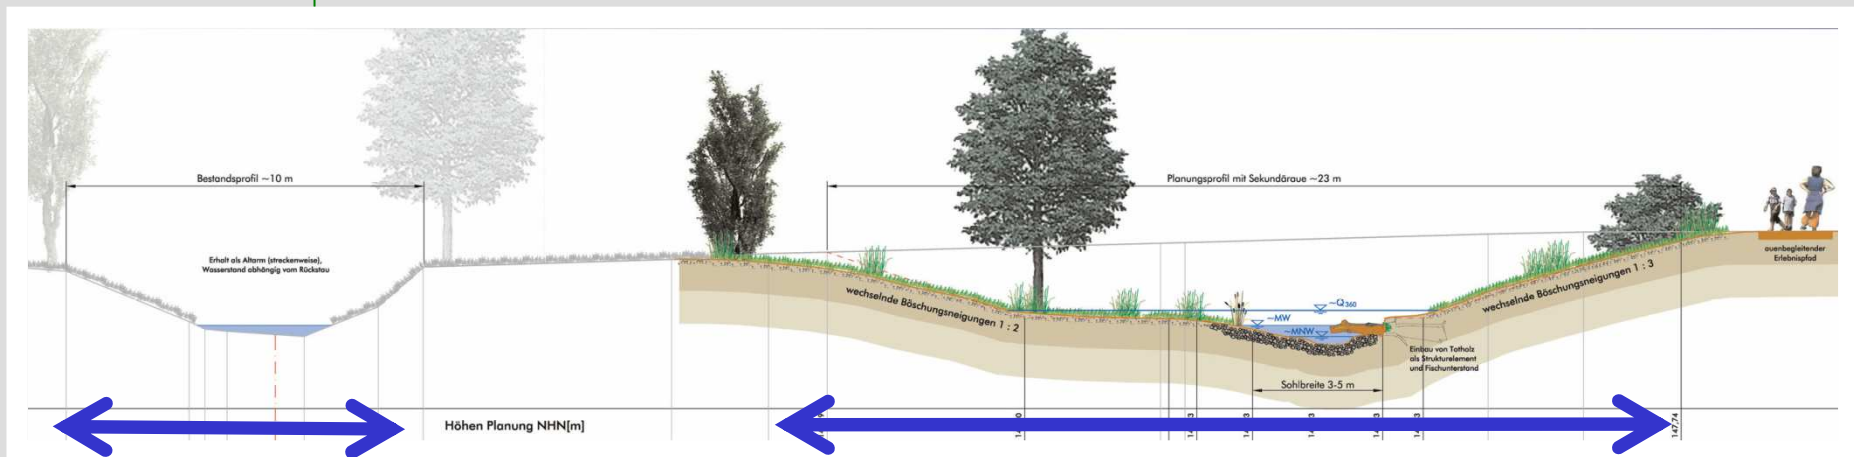 Bestandsprofil ~10 m
Planungsprofil mit Sekundäraue ~23 m
Erhalt als Altarm (streckenweise),
Wasserstand abhängig vom Rückstau
auenbegleitender
Erlebnispfad
wechselnde Böschungsneigungen 1 : 2
wechselnde Böschungsneigungen 1 : 3
~Q360
~MW
~MNW
Einbau von Totholz
als Strukturelement
und Fischunterstand
Sohlbreite 3-5 m
Höhen Planung NHN[m]
147,74